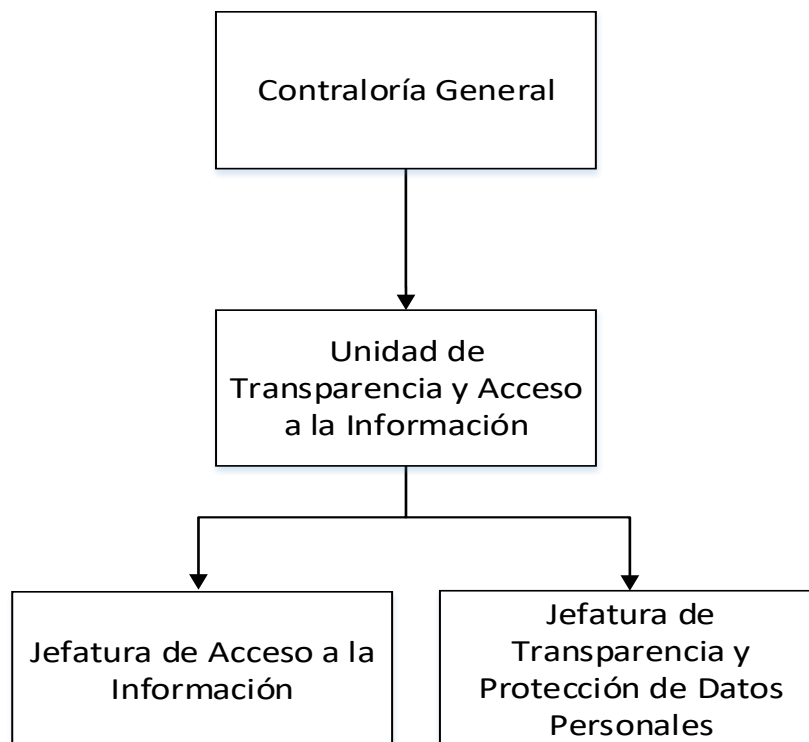 Contraloría General
Unidad de
Transparencia y Acceso
a la Información
Jefatura de Acceso a la
Información
Jefatura de
Transparencia y
Protección de Datos
Personales